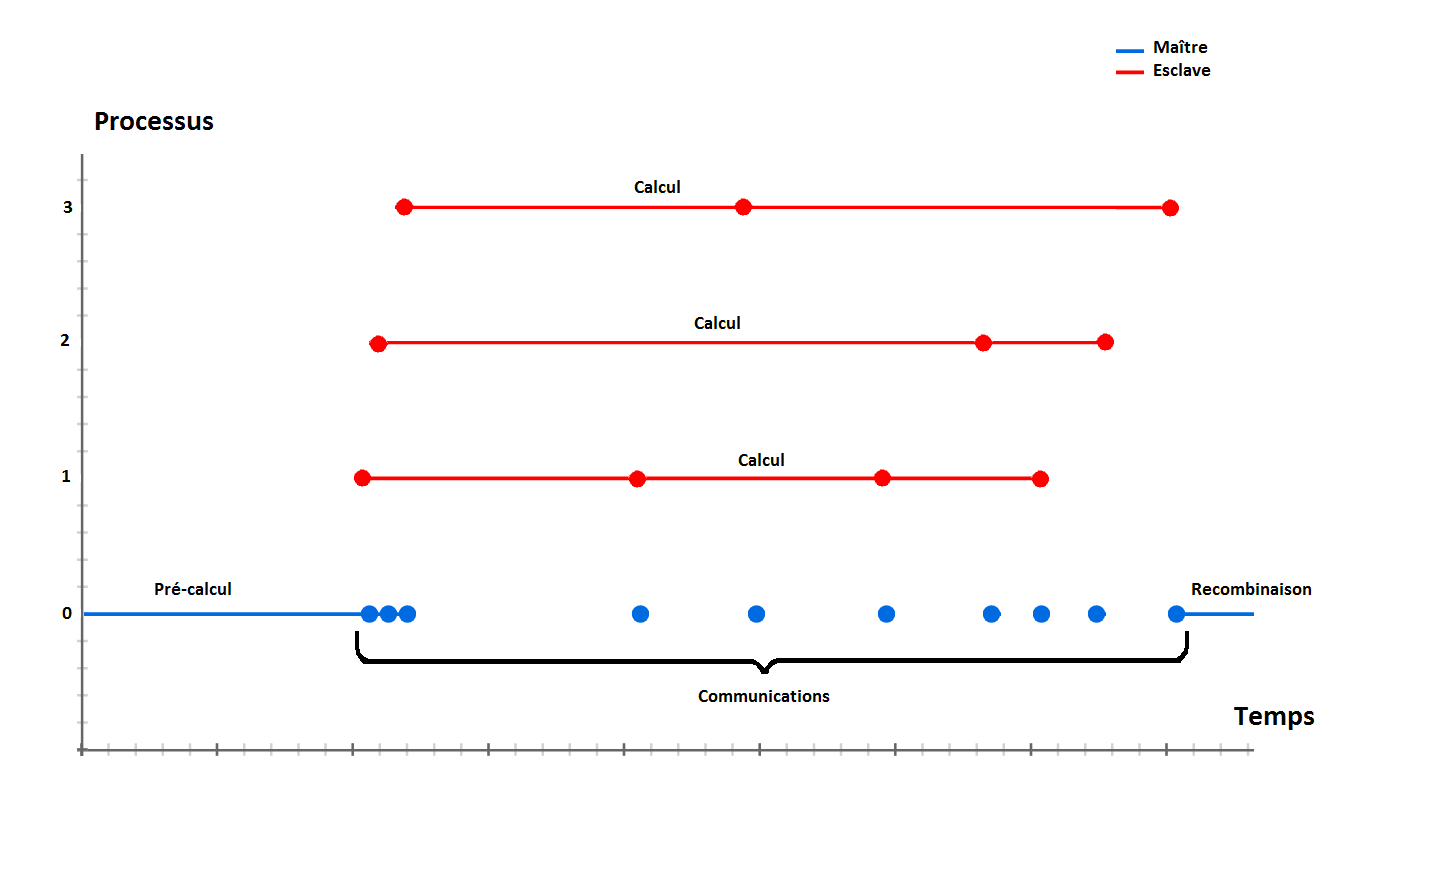 Maître
Esclave
Processus
3
Calcul
2
Calcul
1
Calcul
0
Pré-calcul
Recombinaison
Communications
Temps